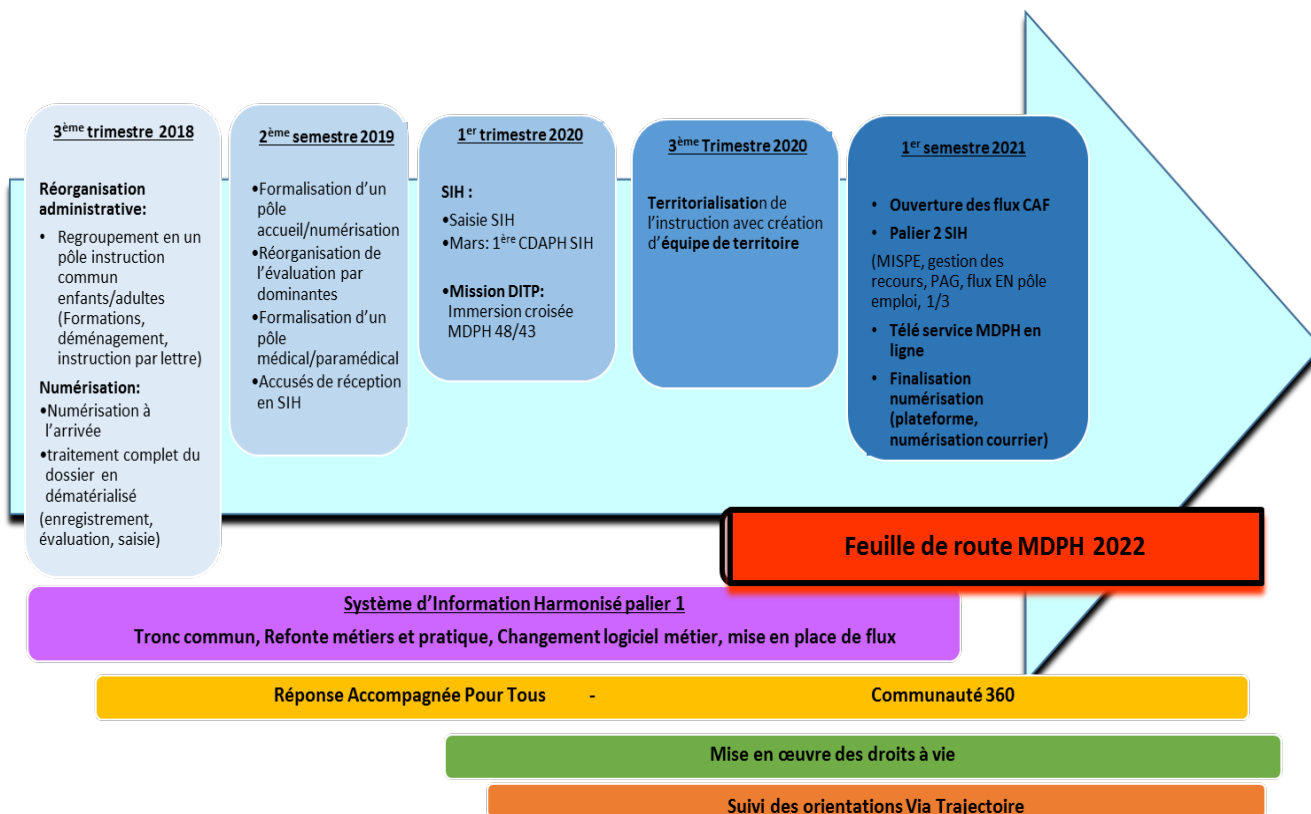 3ème trimestre 2018
Réorganisation
administrative:
• Regroupement en un
pôle instruction
commun
enfants/adultes
(Formations,
déménagement,
instruction par lettre)
Numérisation:
•Numérisation à
l'arrivée
•traitement complet du
dossier en
dématérialisé
(enregistrement,
évaluation, saisie)
2ème semestre 2019
•Formalisation d'un
pôle
accueil/numérisation
•Réorganisation de
l'évaluation par
dominantes
•Formalisation d'un
pôle
médical/paramédical
•Accusés de réception
en SIH
1er trimestre 2020
SIH :
•Saisie SIH
•Mars: 1ère CDAPH SIH
•Mission DITP:
Immersion croisée
MDPH 48/43
3ème Trimestre 2020
Territorialisation de
l'instruction avec création
d'équipe de territoire
1er semestre 2021
• Ouverture des flux CAF
• Palier 2 SIH
(MISPE, gestion des
recours, PAG, flux EN pôle
emploi, 1/3
• Télé service MDPH en
ligne
• Finalisation
numérisation
(plateforme,
numérisation courrier)
Feuille de route MDPH 2022
Système d'Information Harmonisé palier 1
Tronc commun, Refonte métiers et pratique, Changement logiciel métier, mise en place de flux
Réponse Accompagnée Pour Tous - Communauté 360
Mise en œuvre des droits à vie
Suivi des orientations Via Trajectoire